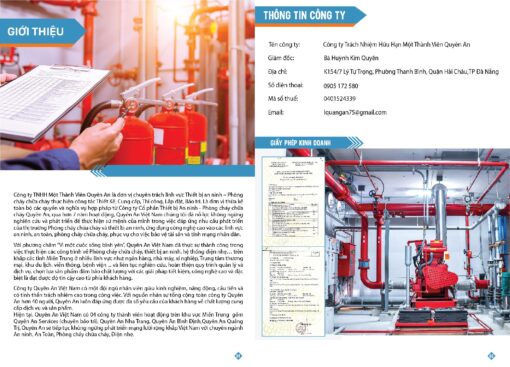 GIỚI THIỆU
Công ty TNHH Một Thành Viên Quyên An là đơn vị chuyên trách lĩnh vực Thiết bị an ninh – Phòng
cháy chữa cháy thực hiện công tác Thiết kế, Cung cấp, Thi công, Lắp đặt, Bảo trì. Là đơn vị thừa kế
toàn bộ các quyền và nghĩa vụ hợp pháp từ Công ty Cổ phần Thiết bị An ninh - Phòng cháy chữa
cháy Quyên An, qua hơn 7 năm hoạt động, Quyên An Việt Nam chúng tôi đã nỗ lực không ngừng
nghiên cứu và phát triển để thực hiện sứ mệnh của mình trong việc đáp ứng nhu cầu phát triển
của thị trường Phòng cháy chữa cháy và thiết bị an ninh, ứng dụng công nghệ cao vào các lĩnh vực
an ninh, an toàn, phòng cháy chữa cháy, phục vụ cho việc bảo vệ tài sản và tính mạng nhân dân.
Với phương châm "Vì một cuộc sống bình yên", Quyên An Việt Nam đã thực sự thành công trong
việc thực hiện các công trình về Phòng cháy chữa cháy, thiết bị an ninh, hệ thống điện nhẹ,... trên
khắp các tỉnh Miền Trung ở nhiều lĩnh vực như ngân hàng, nhà máy, xí nghiệp, Trung tâm thương
mại, khu du lịch, viễn thông, bệnh viện ... và liên tục nghiên cứu, hoàn thiện quy trình quản lý và
dịch vụ, chọn lựa sản phẩm đảm bảo chất lượng với các giải pháp tiết kiệm, công nghệ cao và đặc
biệt là đạt được độ tin cậy cao từ phía khách hàng.
Công ty Quyên An Việt Nam có một đội ngũ nhân viên giàu kinh nghiệm, năng động, cầu tiến và
có tinh thần trách nhiệm cao trong công việc. Với nguồn nhân sự tổng cộng toàn công ty Quyên
An hơn 40 người, Quyên An luôn đáp ứng được tất cả yêu cầu của khách hàng về chất lượng cung
cấp dịch vụ và sản phẩm.
Hiện tại, Quyên An Việt Nam có 04 công ty thành viên hoạt động trên khu vực Miền Trung gồm
Quyên An Services (chuyên bảo trì), Quyên An Nha Trang, Quyên An Bình Định, Quyên An Quảng
Trị, Quyên An sẽ tiếp tục không ngừng phát triển mạng lưới rộng khắp Việt Nam với chuyên ngành
An ninh, An Toàn, Phòng cháy chữa cháy, Điện nhẹ.
THÔNG TIN CÔNG TY
Tên công ty: Công ty Trách Nhiệm Hữu Hạn Một Thành Viên Quyên An
Giám đốc: Bà Huỳnh Kim Quyên
Địa chỉ: K154/7 Lý Tự Trọng, Phường Thanh Bình, Quận Hải Châu, TP Đà Nẵng
Số điện thoại: 0905 172 580
Mã số thuế: 0401524339
Email: lquangan75@gmail.com
GIẤY PHÉP KINH DOANH